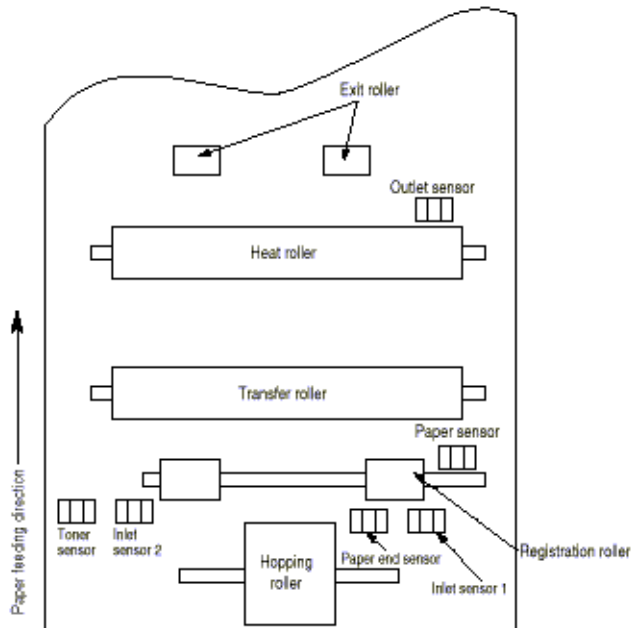 Exit roller
Outlet sensor
Heat roller
Transfer roller
Paper sensor
Paper feeding direction
Toner
sensor
Inlet
sensor 2
Hopping
roller
Paper end sensor
Registration roller
Inlet sensor 1